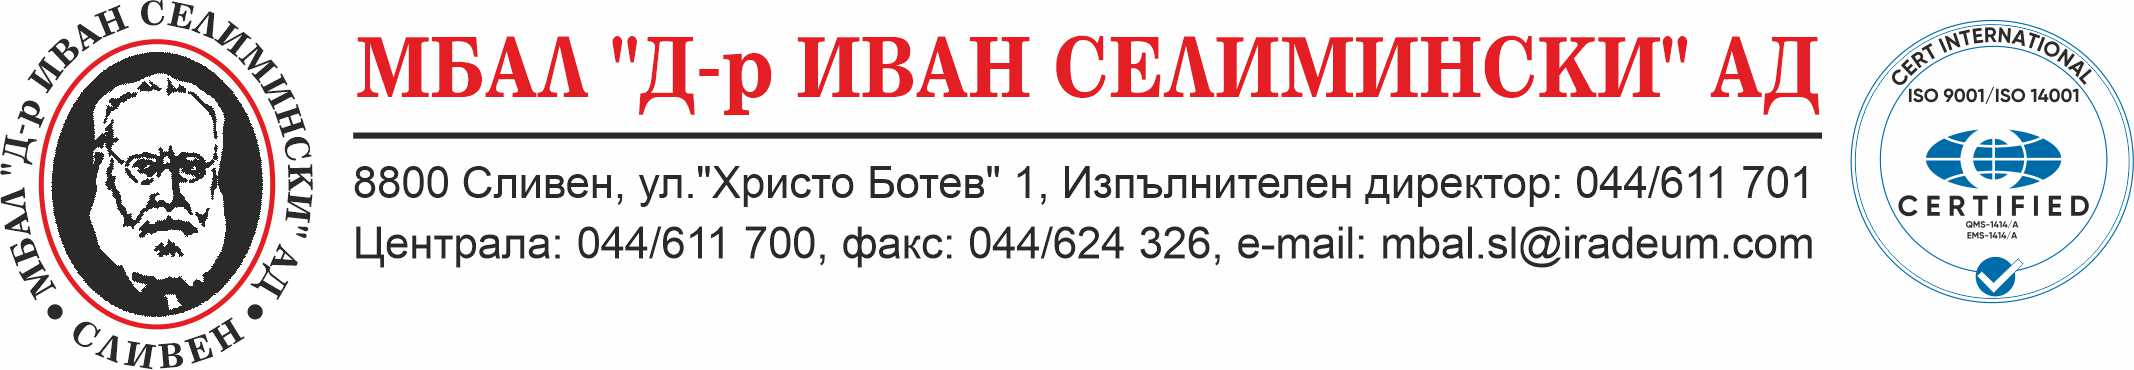 МБАЛ "Д-р ИВАН СЕЛИМИНСКИ" АД
• СЛИВЕН •
МБАЛ "Д-р ИВАН СЕЛИМИНСКИ" АД
8800 Сливен, ул."Христо Ботев" 1, Изпълнителен директор: 044/611 701
Централа: 044/611 700, факс: 044/624 326, e-mail: mbal.sl@iradeum.com
CERT INTERNATIONAL
ISO 9001/ISO 14001
CERTIFIED
QMS-1414/A
EMS-1414/A